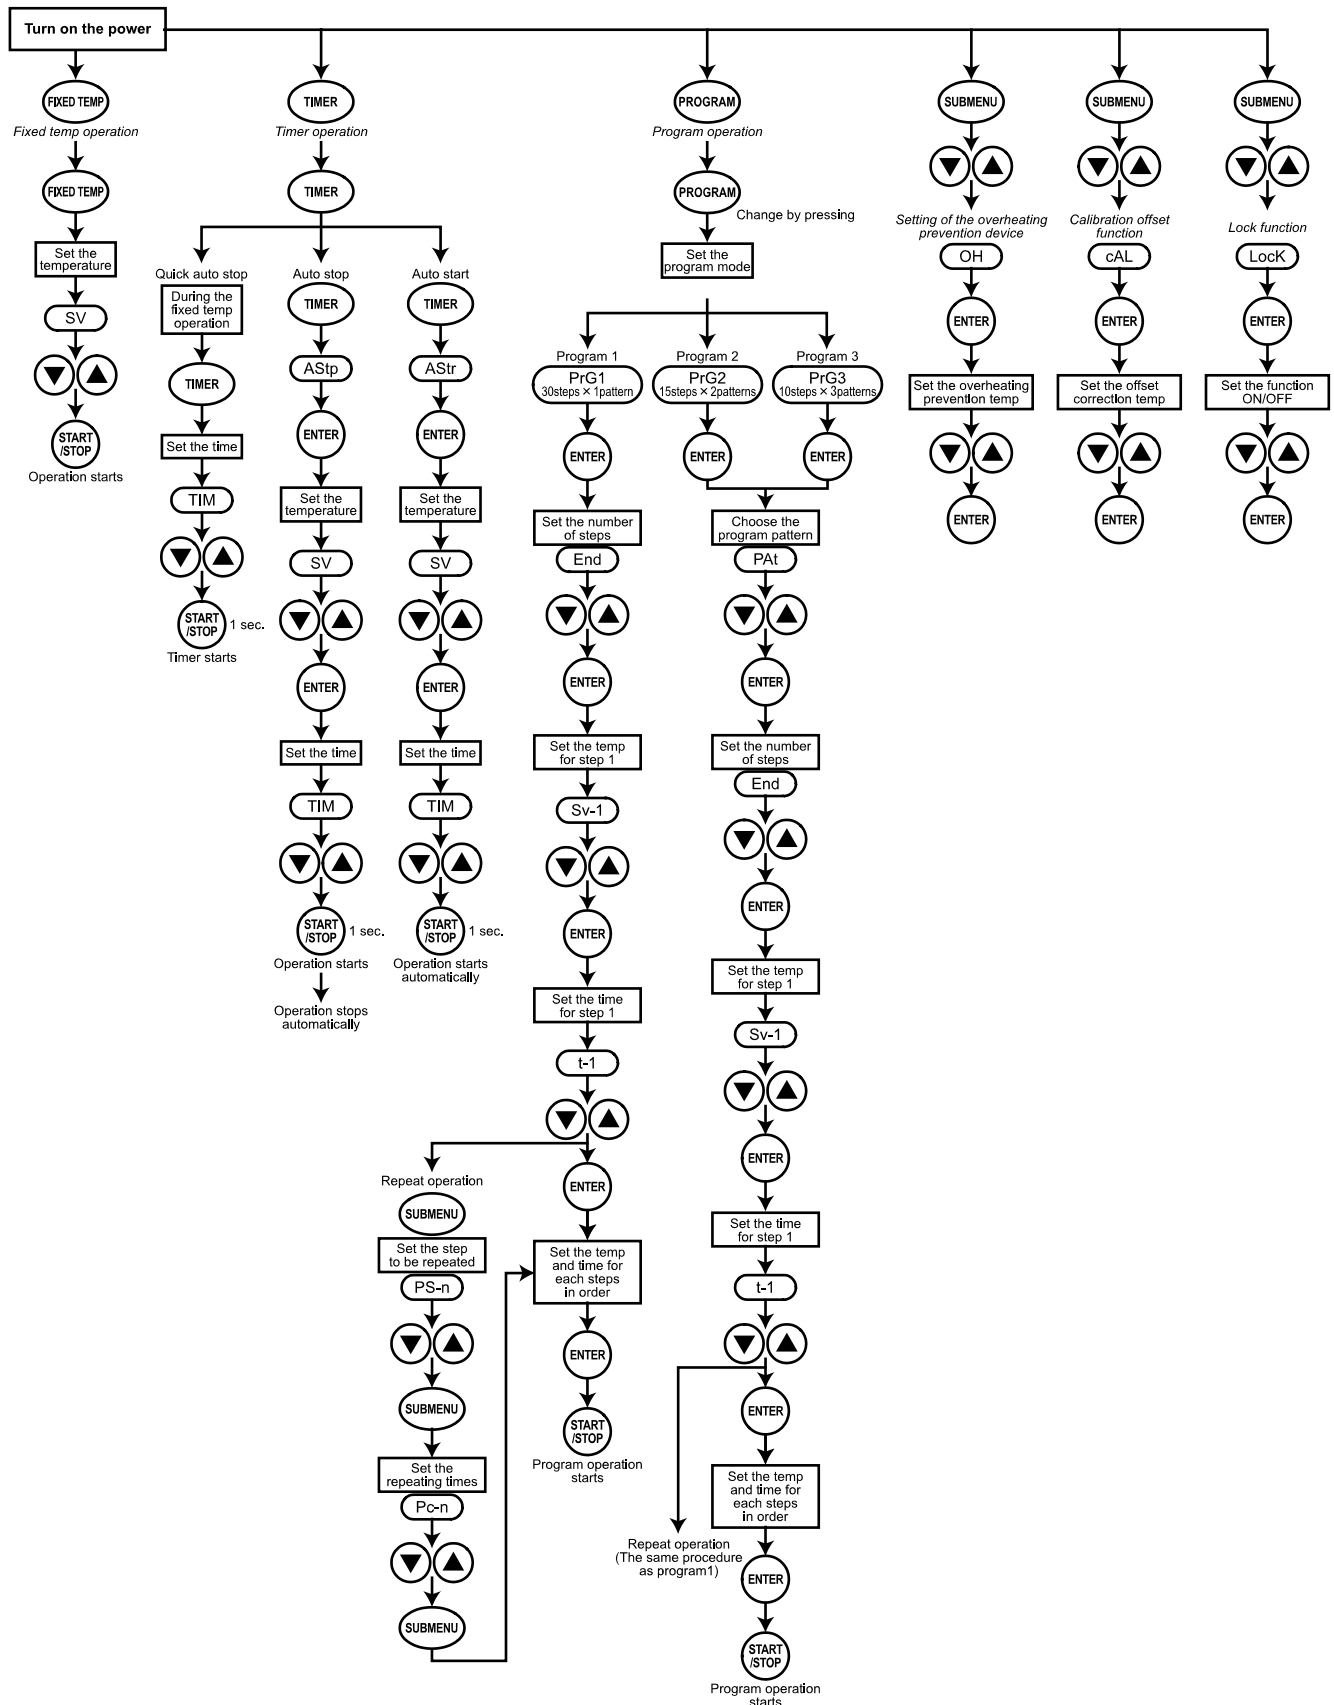 Turn on the power
FIXED TEMP
Fixed temp operation
FIXED TEMP
Set the
temperature
SV
START
/STOP
Operation starts
TIMER
Timer operation
TIMER
Quick auto stop
During the
fixed temp
operation
TIMER
Set the time
TIM
START
/STOP
1 sec.
Timer starts
Auto stop
TIMER
AStp
ENTER
Set the
temperature
SV
ENTER
Set the time
TIM
START
/STOP
1 sec.
Operation starts
Operation stops
automatically
Auto start
TIMER
AStr
ENTER
Set the
temperature
SV
ENTER
Set the time
TIM
START
/STOP
1 sec.
Operation starts
automatically
PROGRAM
Program operation
PROGRAM
Change by pressing
Set the
program mode
Program 1
PrG1
30steps × 1pattern
ENTER
Set the number
of steps
End
ENTER
Set the temp
for step 1
Sv-1
ENTER
Set the time
for step 1
t-1
ENTER
Set the temp
and time for
each steps
in order
ENTER
START
/STOP
Program operation
starts
Repeat operation
SUBMENU
Set the step
to be repeated
PS-n
SUBMENU
Set the
repeating times
Pc-n
SUBMENU
Program 2
PrG2
15steps × 2patterns
ENTER
Program 3
PrG3
10steps × 3patterns
ENTER
Choose the
program pattern
PAt
ENTER
Set the number
of steps
End
ENTER
Set the temp
for step 1
Sv-1
ENTER
Set the time
for step 1
t-1
ENTER
Set the temp
and time for
each steps
in order
Repeat operation
(The same procedure
as program1)
ENTER
START
/STOP
Program operation
starts
SUBMENU
Setting of the overheating
prevention device
OH
ENTER
Set the overheating
prevention temp
ENTER
SUBMENU
Calibration offset
function
cAL
ENTER
Set the offset
correction temp
ENTER
SUBMENU
Lock function
LocK
ENTER
Set the function
ON/OFF
ENTER